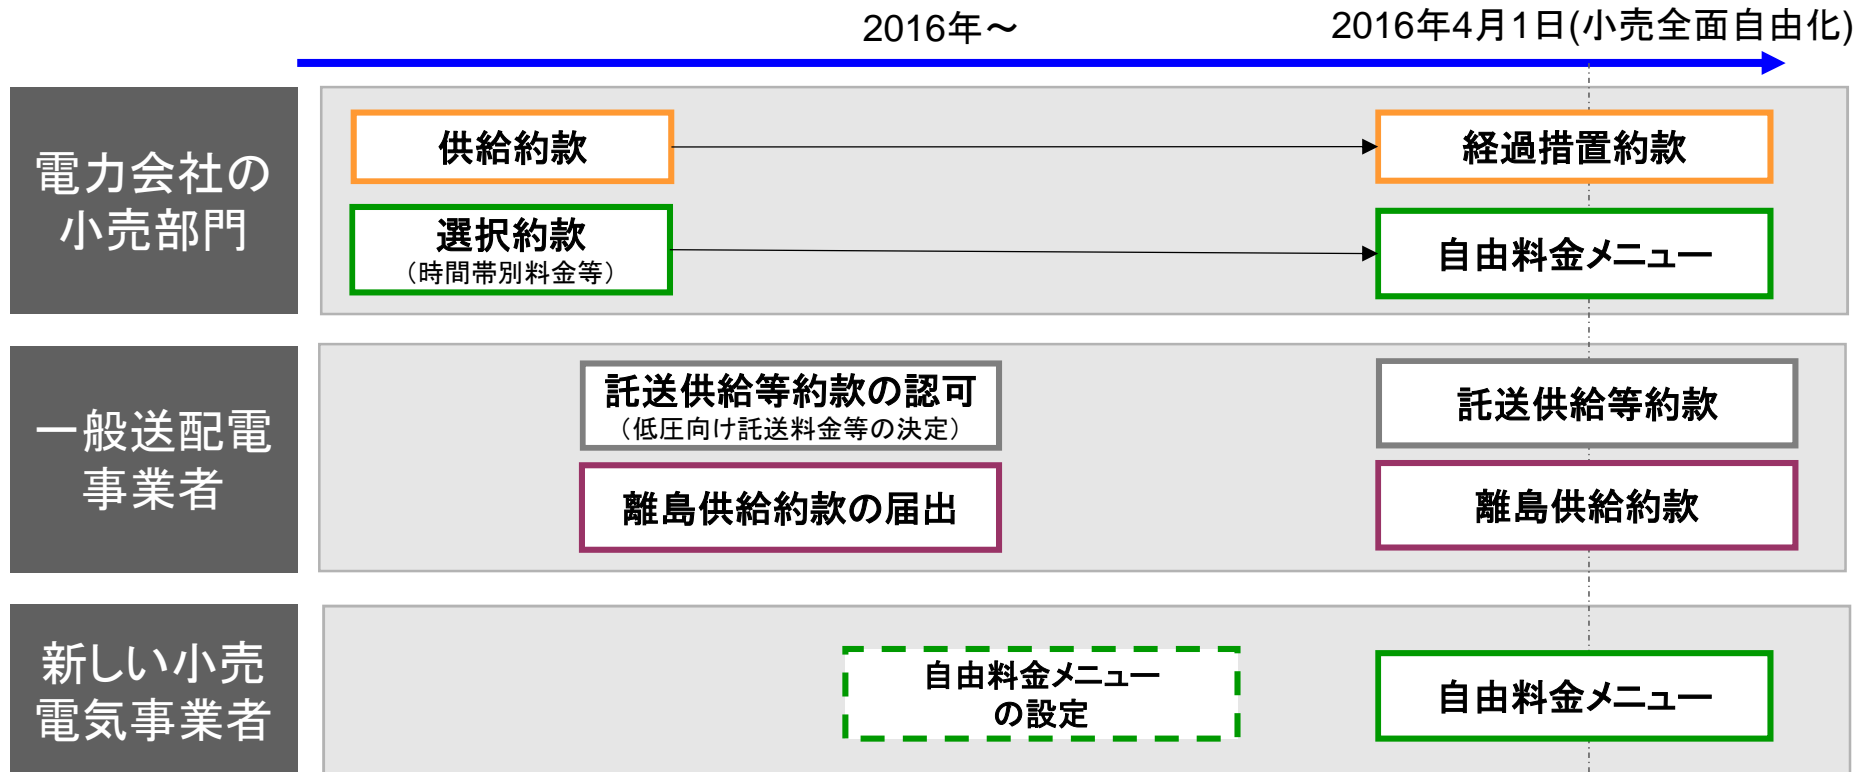 2016年～
2016年4月1日(小売全面自由化)
電力会社の
小売部門
供給約款
経過措置約款
選択約款
（時間帯別料金等）
自由料金メニュー
一般送配電
事業者
託送供給等約款の認可
（低圧向け託送料金等の決定）
託送供給等約款
離島供給約款の届出
離島供給約款
新しい小売
電気事業者
自由料金メニュー
の設定
自由料金メニュー